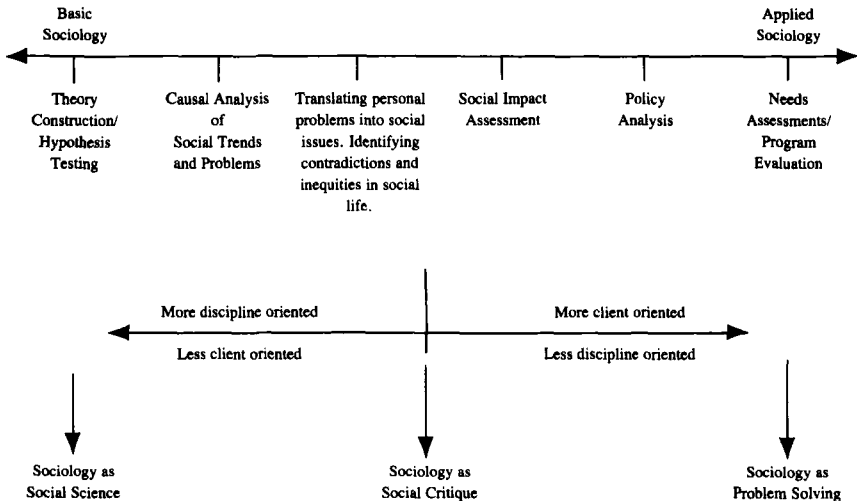 Basic
Sociology
Applied
Sociology
Theory
Construction/
Hypothesis
Testing
Causal Analysis
of
Social Trends
and Problems
Translating personal
problems into social
issues. Identifying
contradictions and
inequities in social
life.
Social Impact
Assessment
Policy
Analysis
Needs
Assessments/
Program
Evaluation
More discipline oriented
Less client oriented
More client oriented
Less discipline oriented
Sociology as
Social Science
Sociology as
Social Critique
Sociology as
Problem Solving